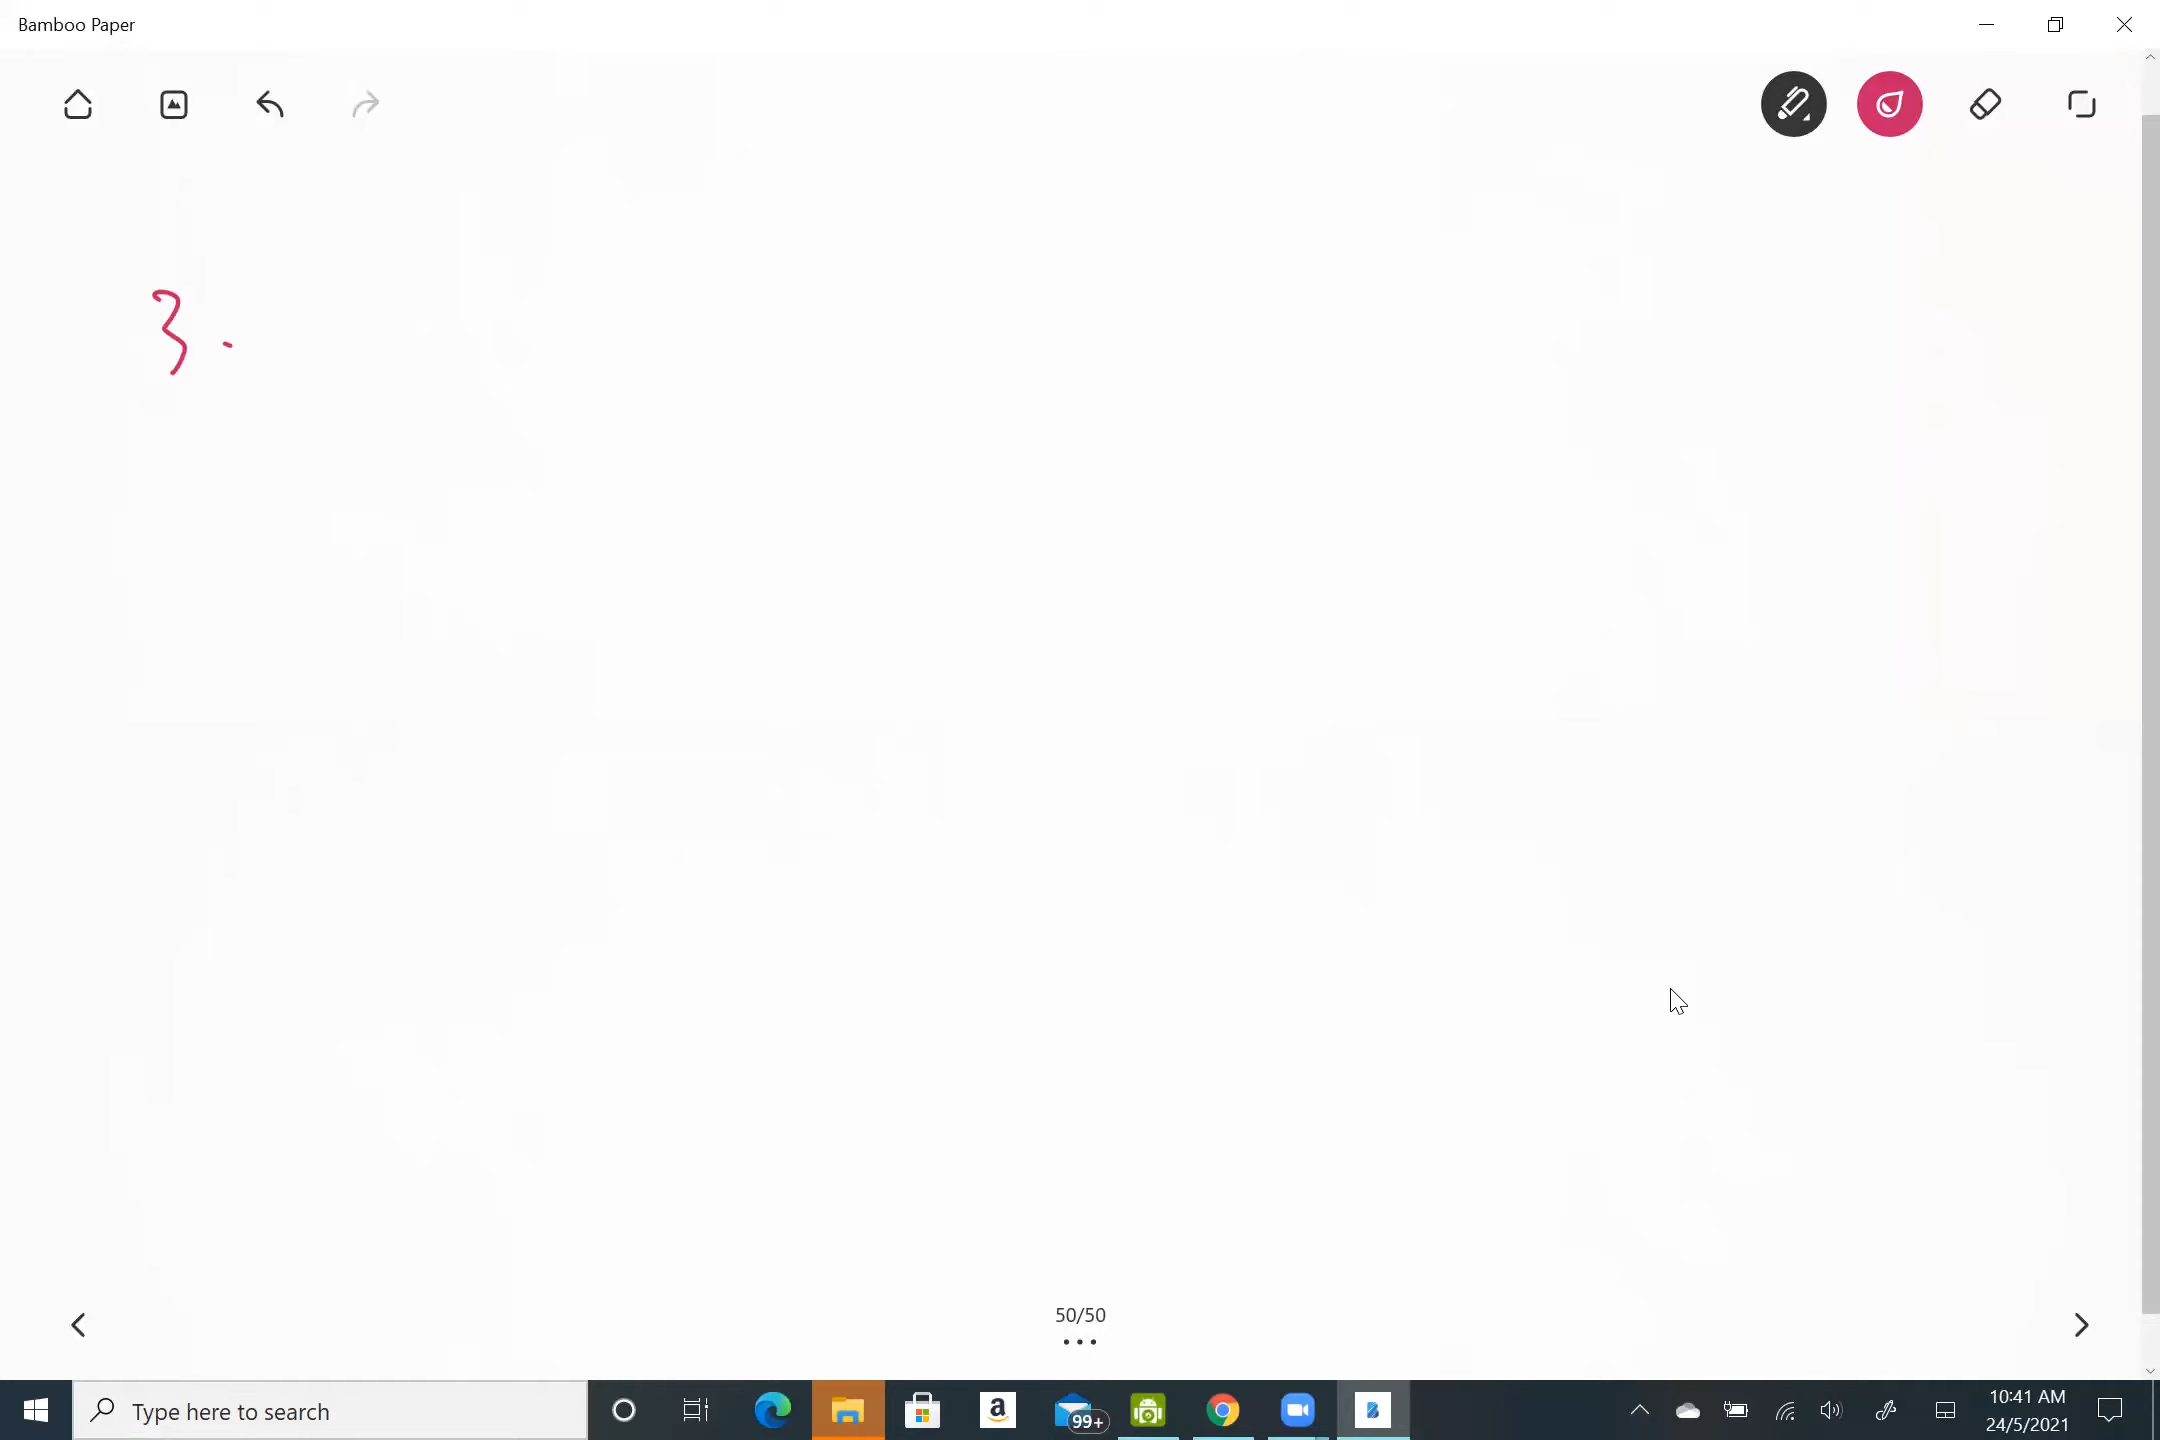 Bamboo Paper
3.
50/50
Type here to search
a
99+
10:41 AM
24/5/2021